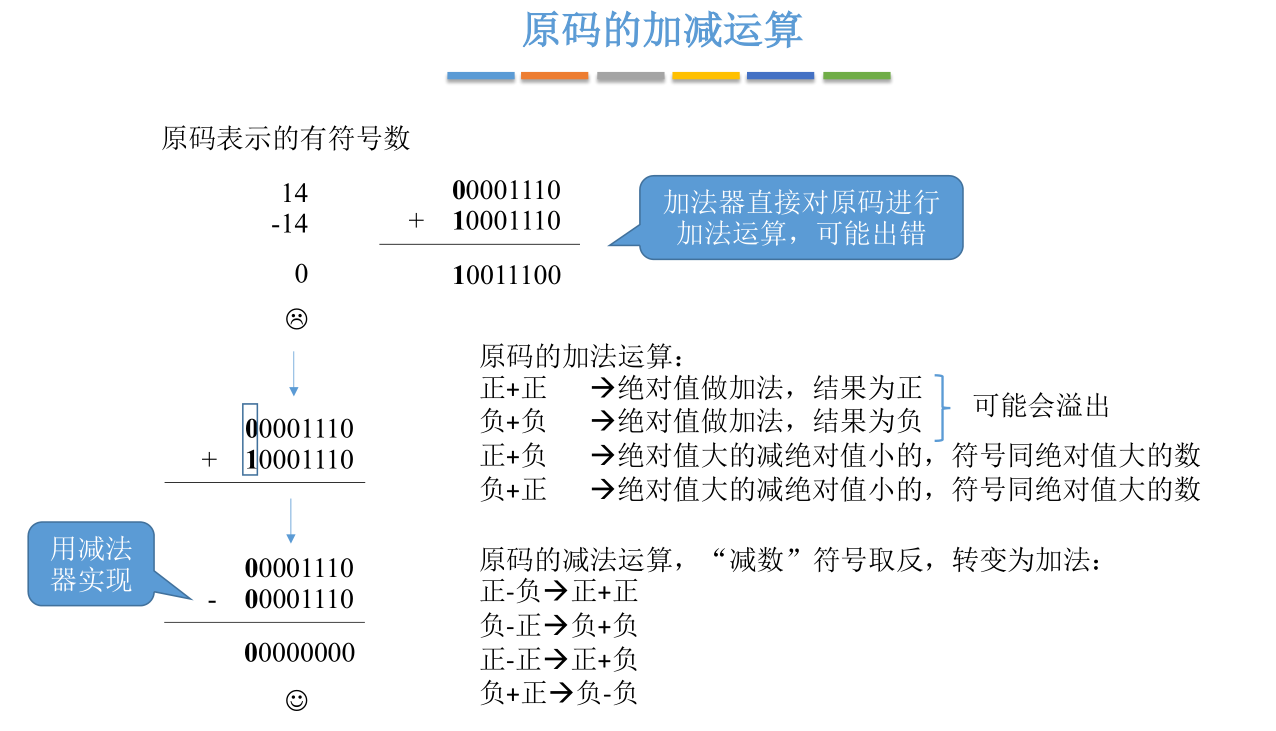 原码的加减运算
原码表示的有符号数
14
-14
0
☹
00001110
+ 10001110
10011100
加法器直接对原码进行
加法运算，可能出错
00001110
+ 10001110
用减法
器实现
00001110
- 00001110
00000000
☺
原码的加法运算：
正+正 →绝对值做加法，结果为正
负+负 →绝对值做加法，结果为负
可能会溢出
正+负 →绝对值大的减绝对值小的，符号同绝对值大的数
负+正 →绝对值大的减绝对值小的，符号同绝对值大的数
原码的减法运算，“减数”符号取反，转变为加法：
正-负→正+正
负-正→负+负
正-正→正+负
负+正→负-负